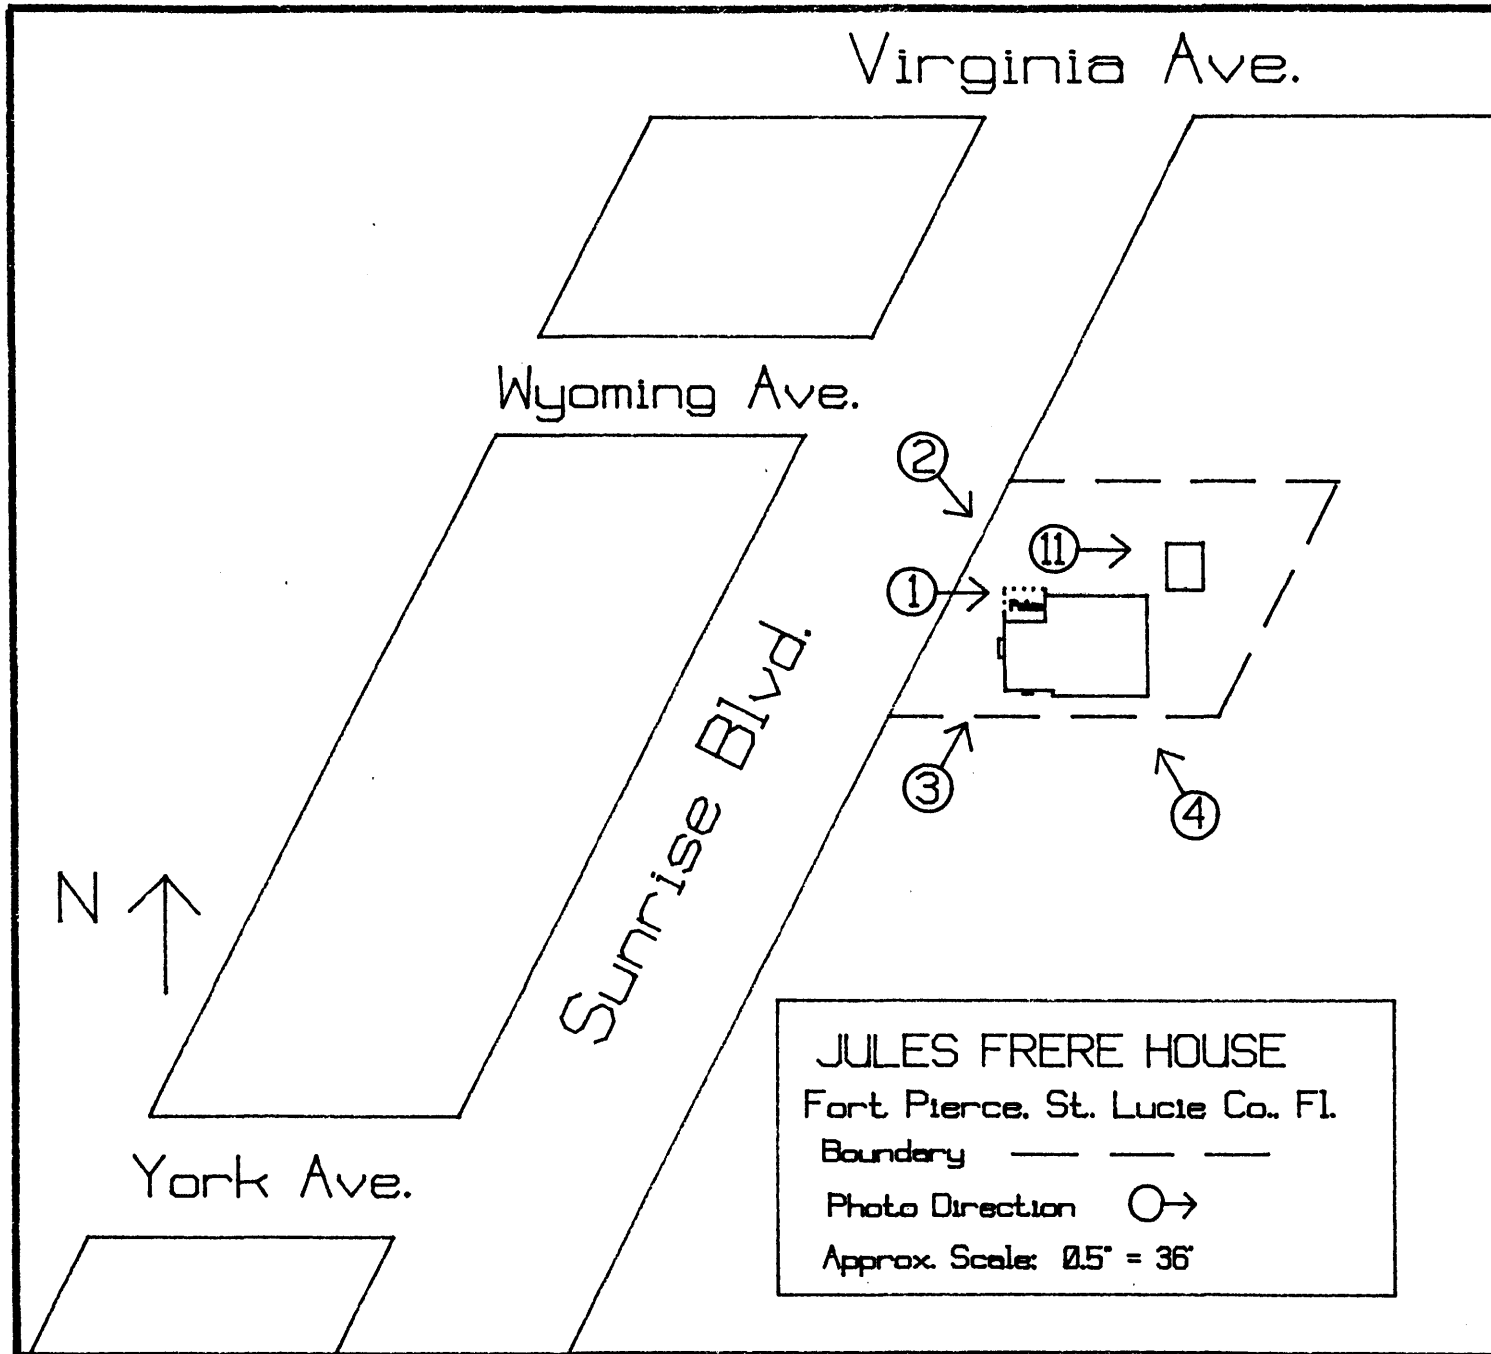 Virginia Ave.
Wyoming Ave.
2
11
1
Patio
Sunrise Blvd.
3
4
N
JULES FRERE HOUSE
Fort Pierce, St. Lucie Co., Fl.
Boundary
Photo Direction
Approx. Scale: 0.5" = 36'
York Ave.